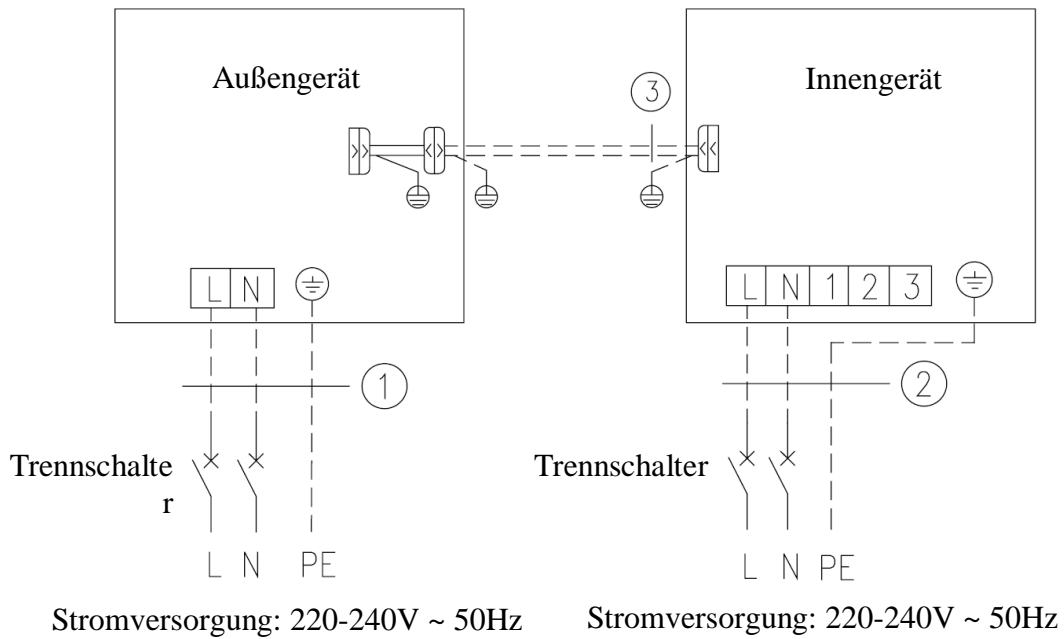 Außengerät
Innengerät
3
L N
L N 1 2 3
1
2
Trennschalte
r
Trennschalter
L N PE
L N PE
Stromversorgung: 220-240V ~ 50Hz
Stromversorgung: 220-240V ~ 50Hz